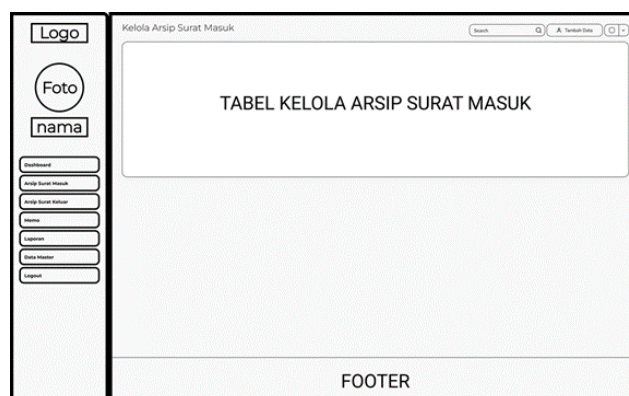 Logo
Foto
nama
Dashboard
Arsip Surat Masuk
Arsip Surat Keluar
Memo
Laporan
Data Master
Logout
Kelola Arsip Surat Masuk
Search
Tambah Data
TABEL KELOLA ARSIP SURAT MASUK
FOOTER